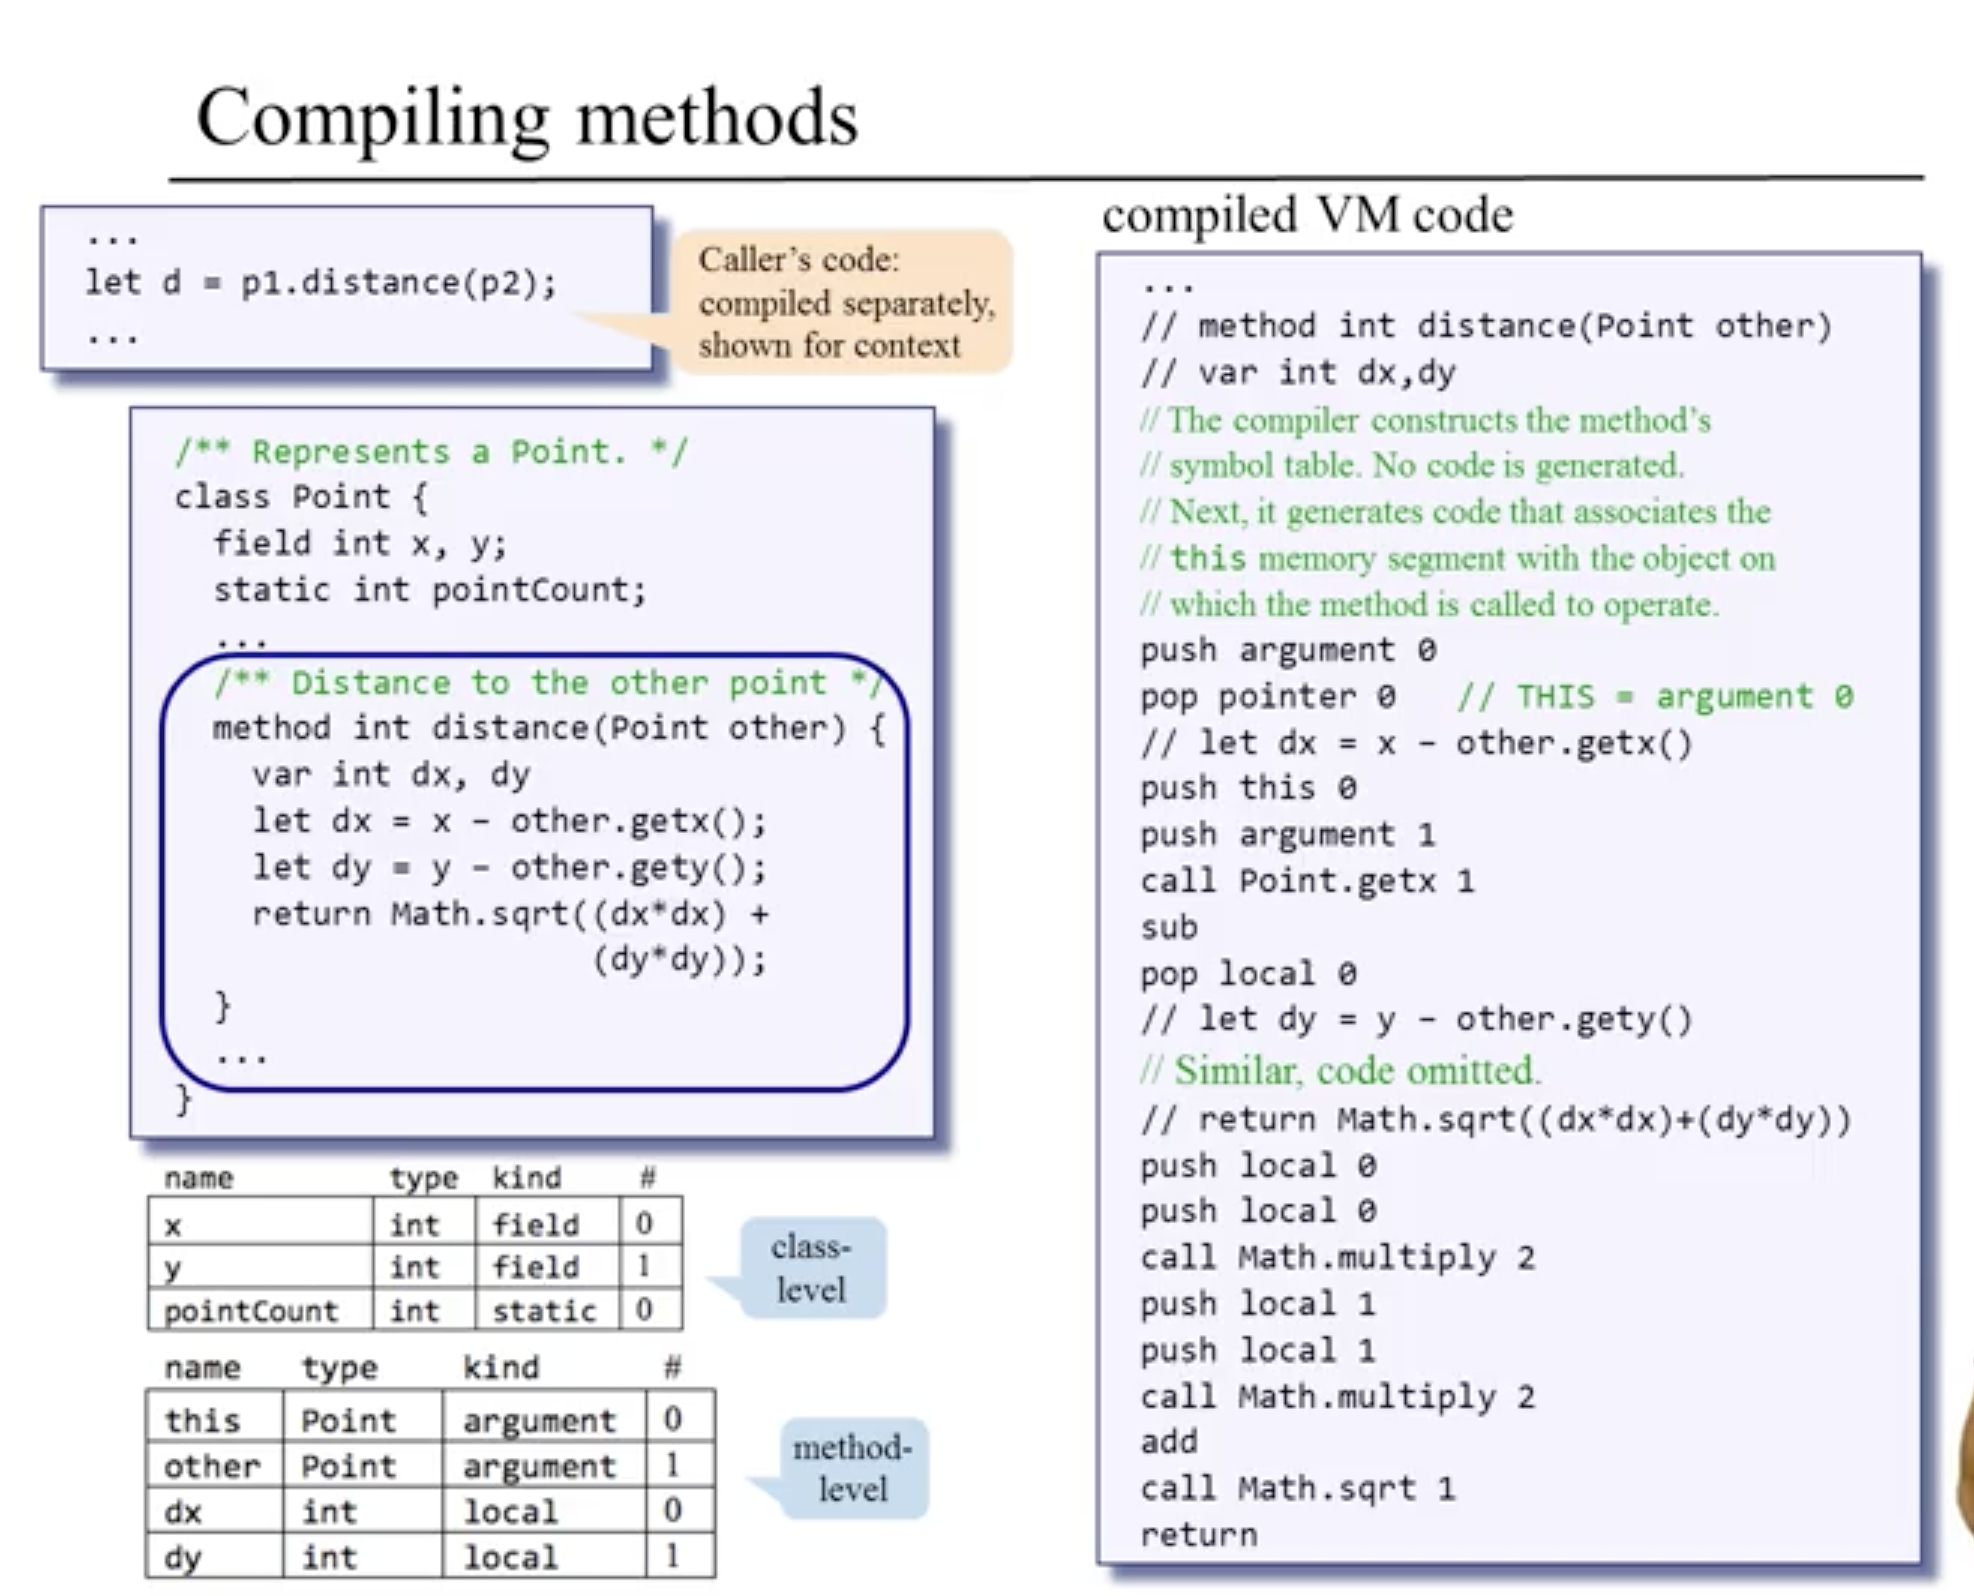 Compiling methods
...
let d = p1.distance(p2);
...
Caller's code:
compiled separately,
shown for context
/** Represents a Point. */
class Point {
  field int x, y;
  static int pointCount;
  ...
  /** Distance to the other point */
  method int distance(Point other) {
    var int dx, dy
    let dx = x – other.getx();
    let dy = y – other.gety();
    return Math.sqrt((dx*dx) +
                     (dy*dy));
  }
  ...
}
name type kind #
x int field 0
y int field 1
pointCount int static 0
class-
level
name type kind #
this Point argument 0
other Point argument 1
dx int local 0
dy int local 1
method-
level
compiled VM code
...
// method int distance(Point other)
// var int dx,dy
// The compiler constructs the method's
// symbol table. No code is generated.
// Next, it generates code that associates the
// this memory segment with the object on
// which the method is called to operate.
push argument 0
pop pointer 0   // THIS = argument 0
// let dx = x – other.getx()
push this 0
push argument 1
call Point.getx 1
sub
pop local 0
// let dy = y – other.gety()
// Similar, code omitted.
// return Math.sqrt((dx*dx)+(dy*dy))
push local 0
push local 0
call Math.multiply 2
push local 1
push local 1
call Math.multiply 2
add
call Math.sqrt 1
return